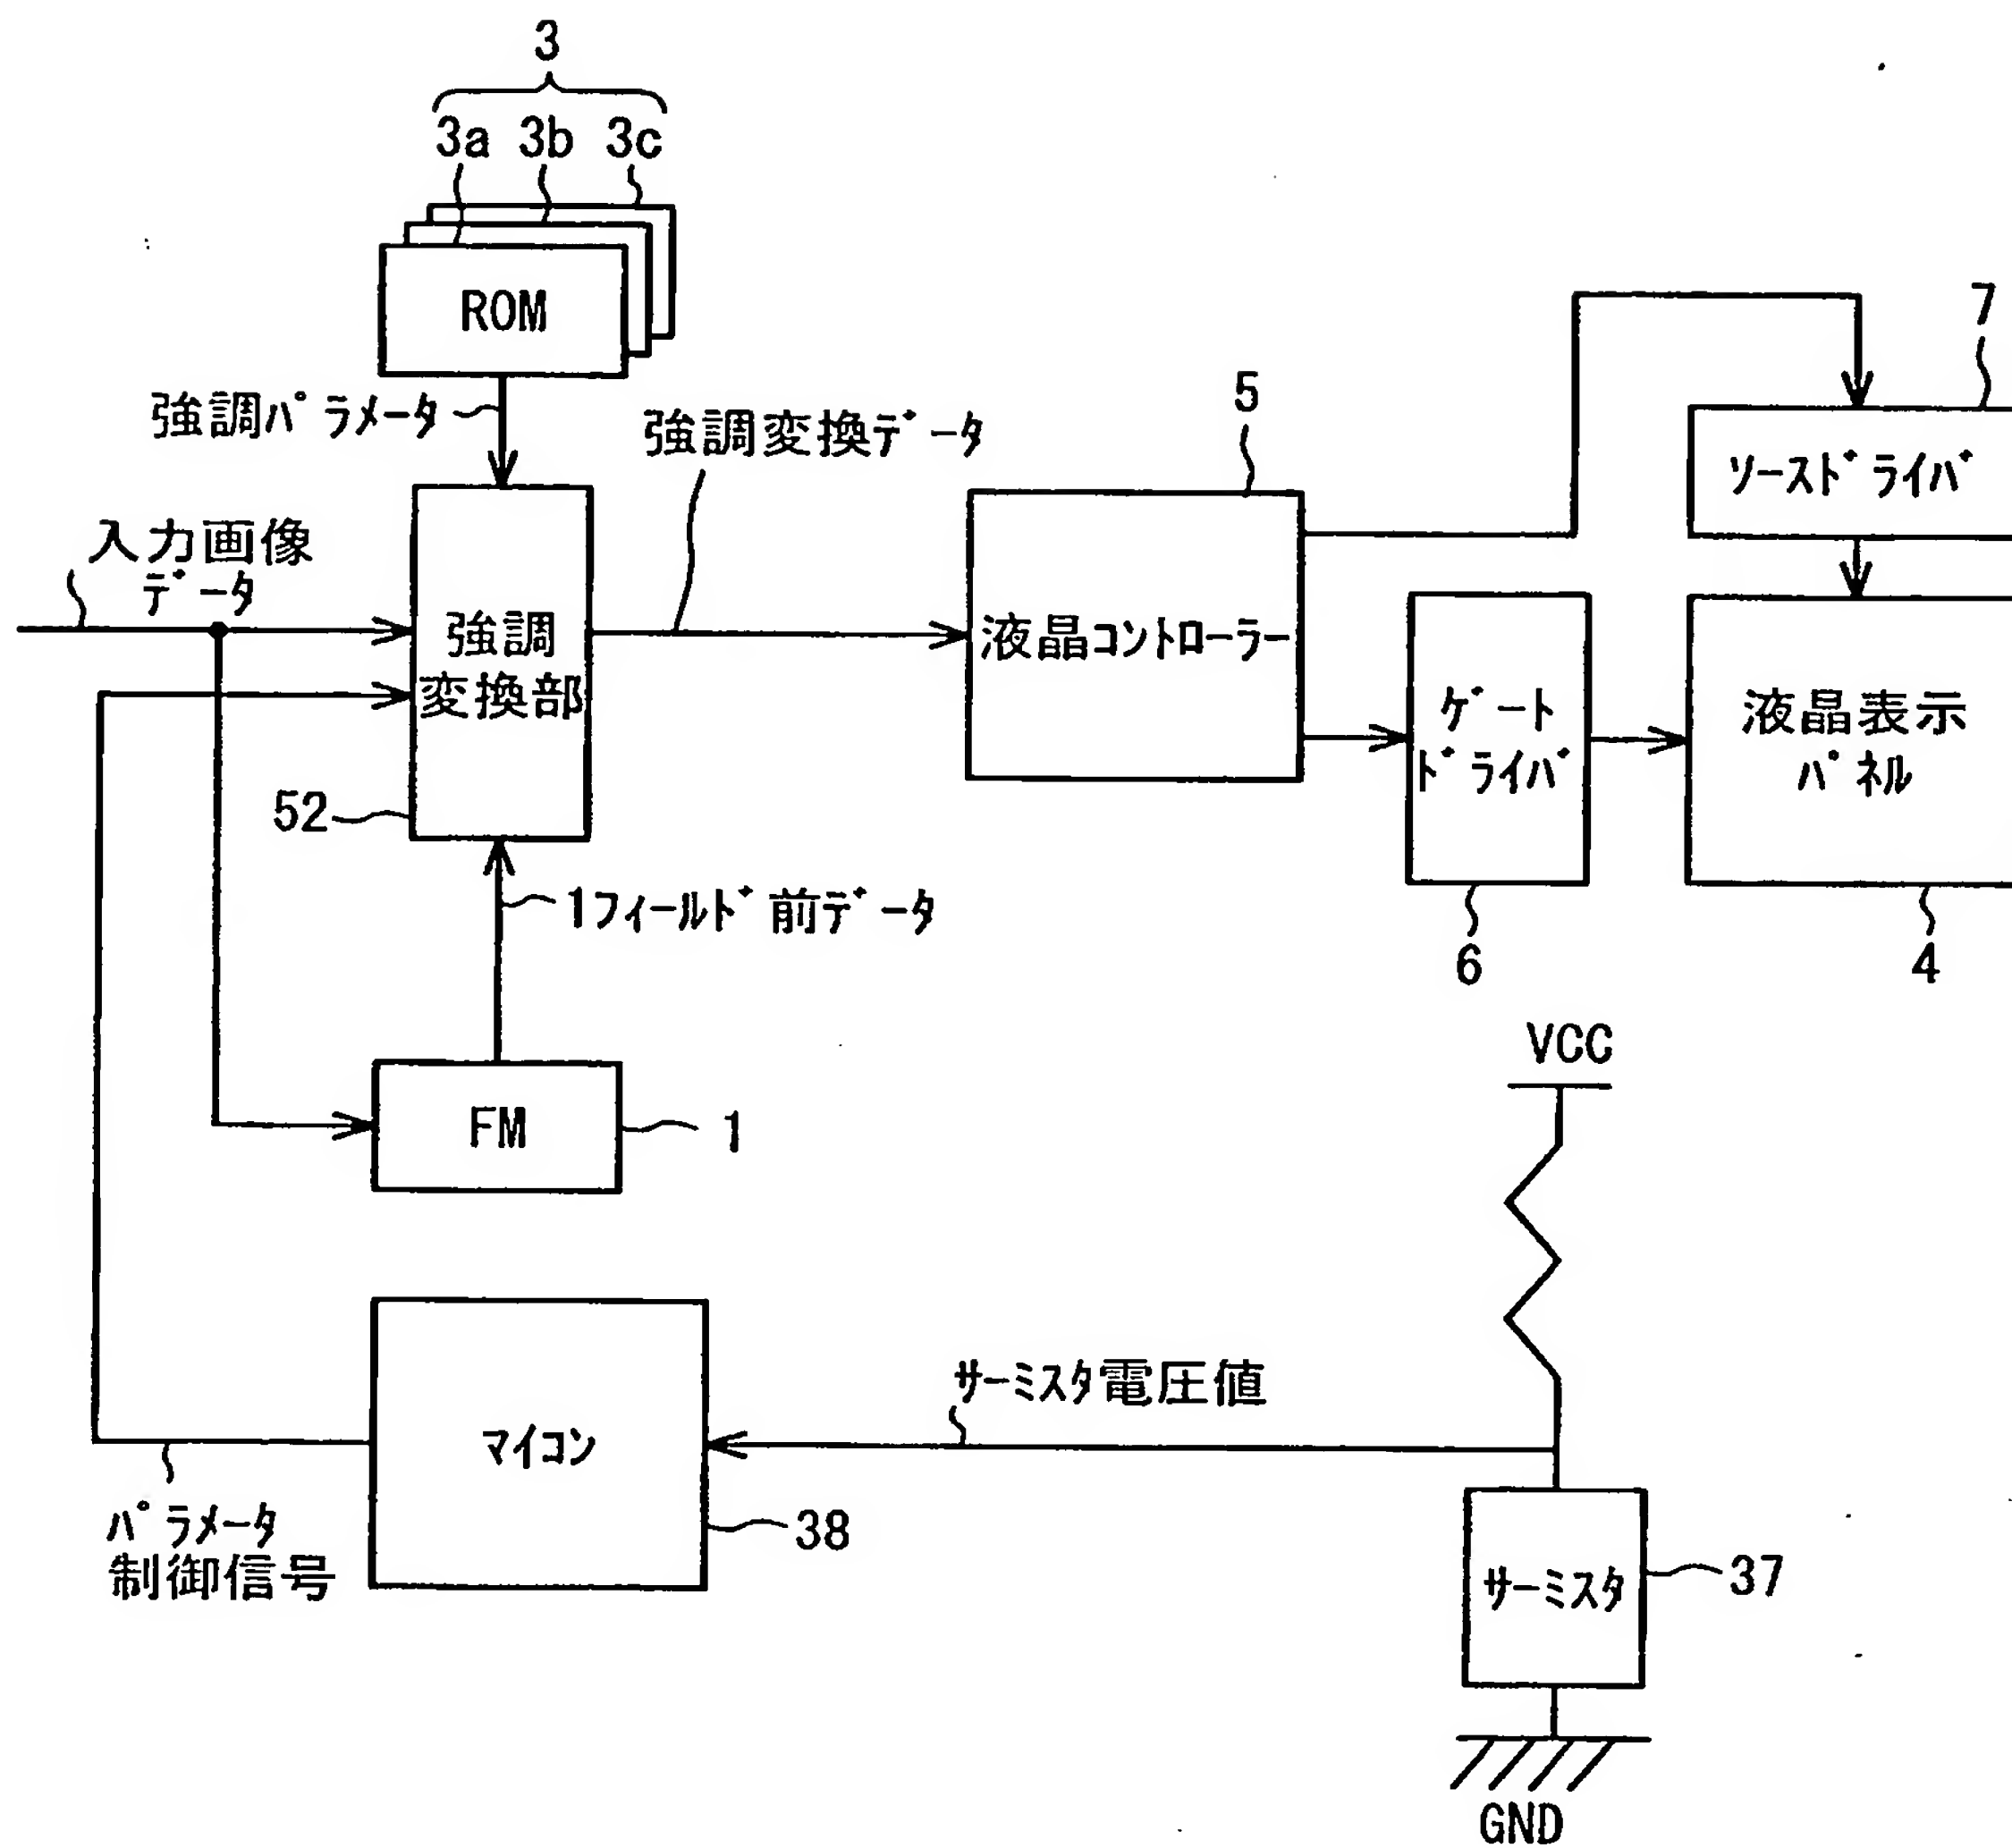 3
3a 3b 3c
ROM
強調パラメータ
強調変換データ
5
7
ソースドライバ
入力画像
データ
強調
変換部
液晶コントローラー
ゲート
ドライバ
液晶表示
パネル
52
1フィールド前データ
6
4
FM
1
VCC
サーミスタ電圧値
マイコン
38
パラメータ
制御信号
サーミスタ
37
GND